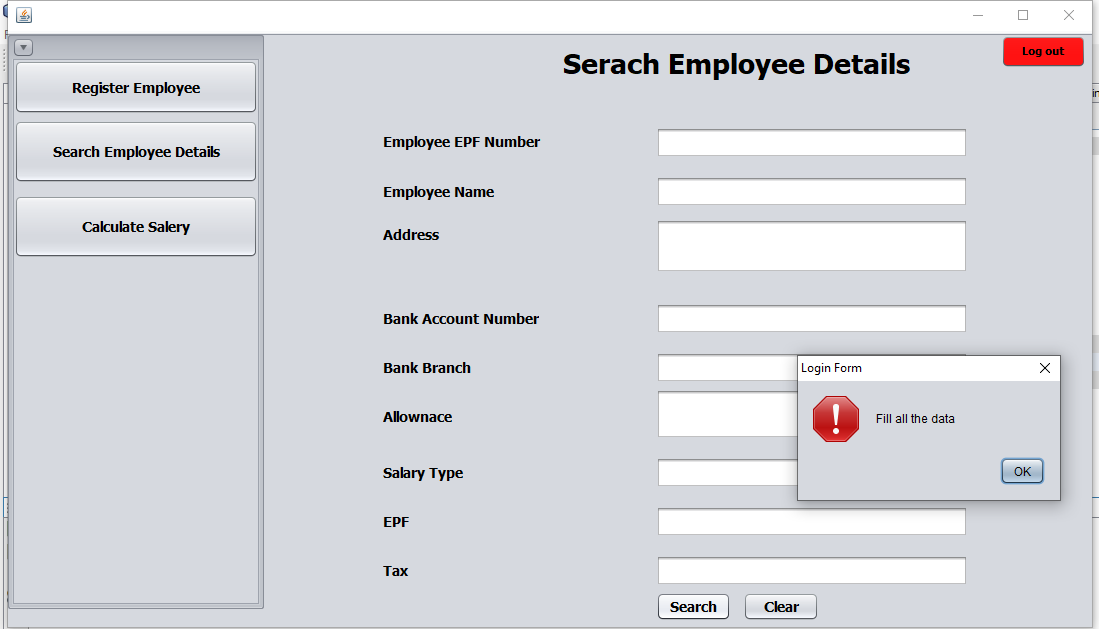 Serach Employee Details
Log out
Register Employee
Search Employee Details
Calculate Salery
Employee EPF Number
Employee Name
Address
Bank Account Number
Bank Branch
Allownace
Salary Type
EPF
Tax
Login Form
Fill all the data
OK
Search
Clear